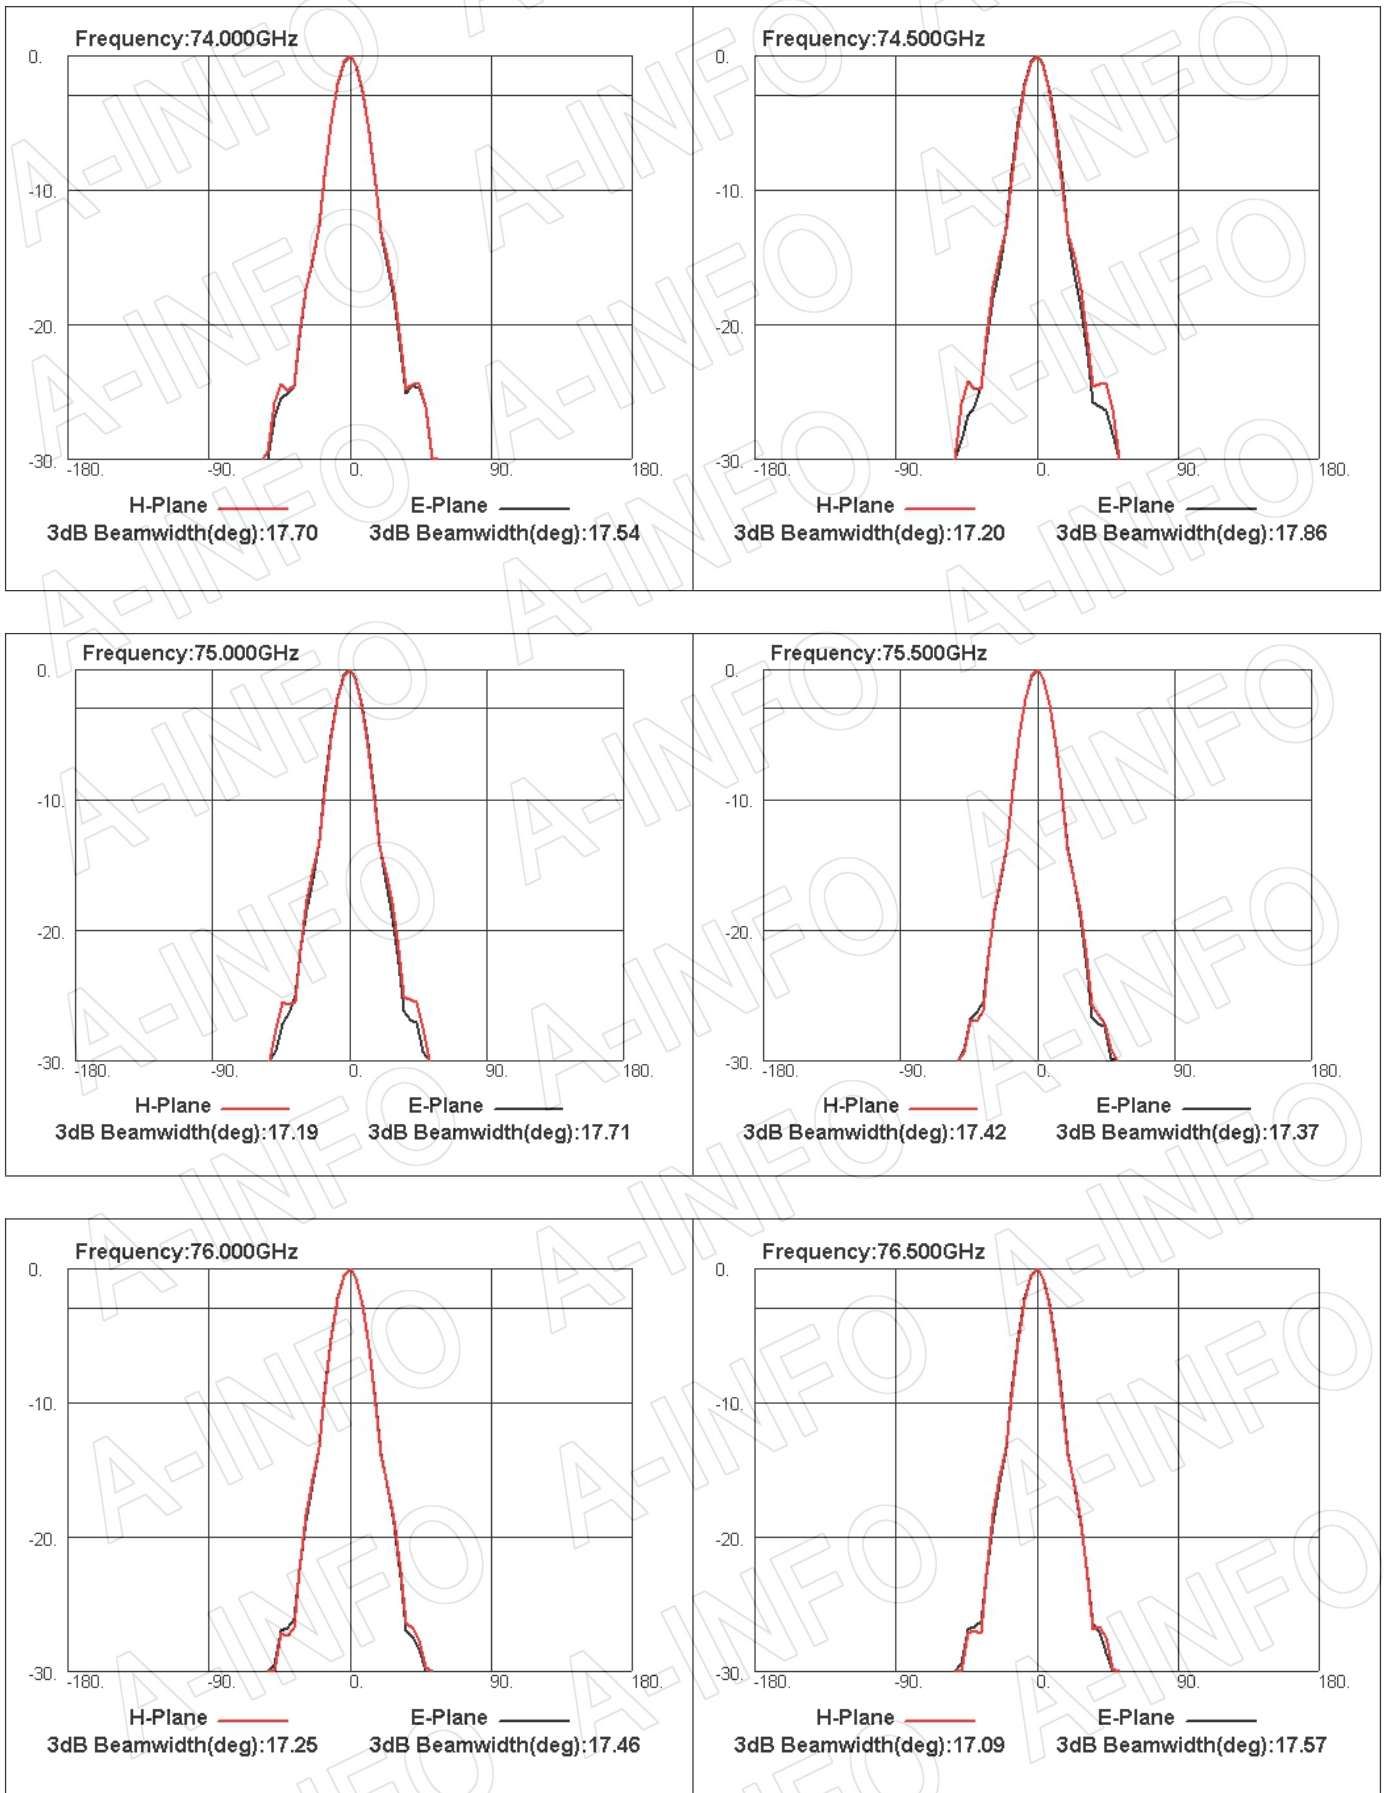 Frequency:74.000GHz
0.
-10.
-20.
-30.
-180.
-90.
0.
90.
180.
H-Plane
E-Plane
3dB Beamwidth(deg):17.70
3dB Beamwidth(deg):17.54
Frequency:74.500GHz
0.
-10.
-20.
-30.
-180.
-90.
0.
90.
180.
H-Plane
E-Plane
3dB Beamwidth(deg):17.20
3dB Beamwidth(deg):17.86
Frequency:75.000GHz
0.
-10.
-20.
-30.
-180.
-90.
0.
90.
180.
H-Plane
E-Plane
3dB Beamwidth(deg):17.19
3dB Beamwidth(deg):17.71
Frequency:75.500GHz
0.
-10.
-20.
-30.
-180.
-90.
0.
90.
180.
H-Plane
E-Plane
3dB Beamwidth(deg):17.42
3dB Beamwidth(deg):17.37
Frequency:76.000GHz
0.
-10.
-20.
-30.
-180.
-90.
0.
90.
180.
H-Plane
E-Plane
3dB Beamwidth(deg):17.25
3dB Beamwidth(deg):17.46
Frequency:76.500GHz
0.
-10.
-20.
-30.
-180.
-90.
0.
90.
180.
H-Plane
E-Plane
3dB Beamwidth(deg):17.09
3dB Beamwidth(deg):17.57
A-INFO